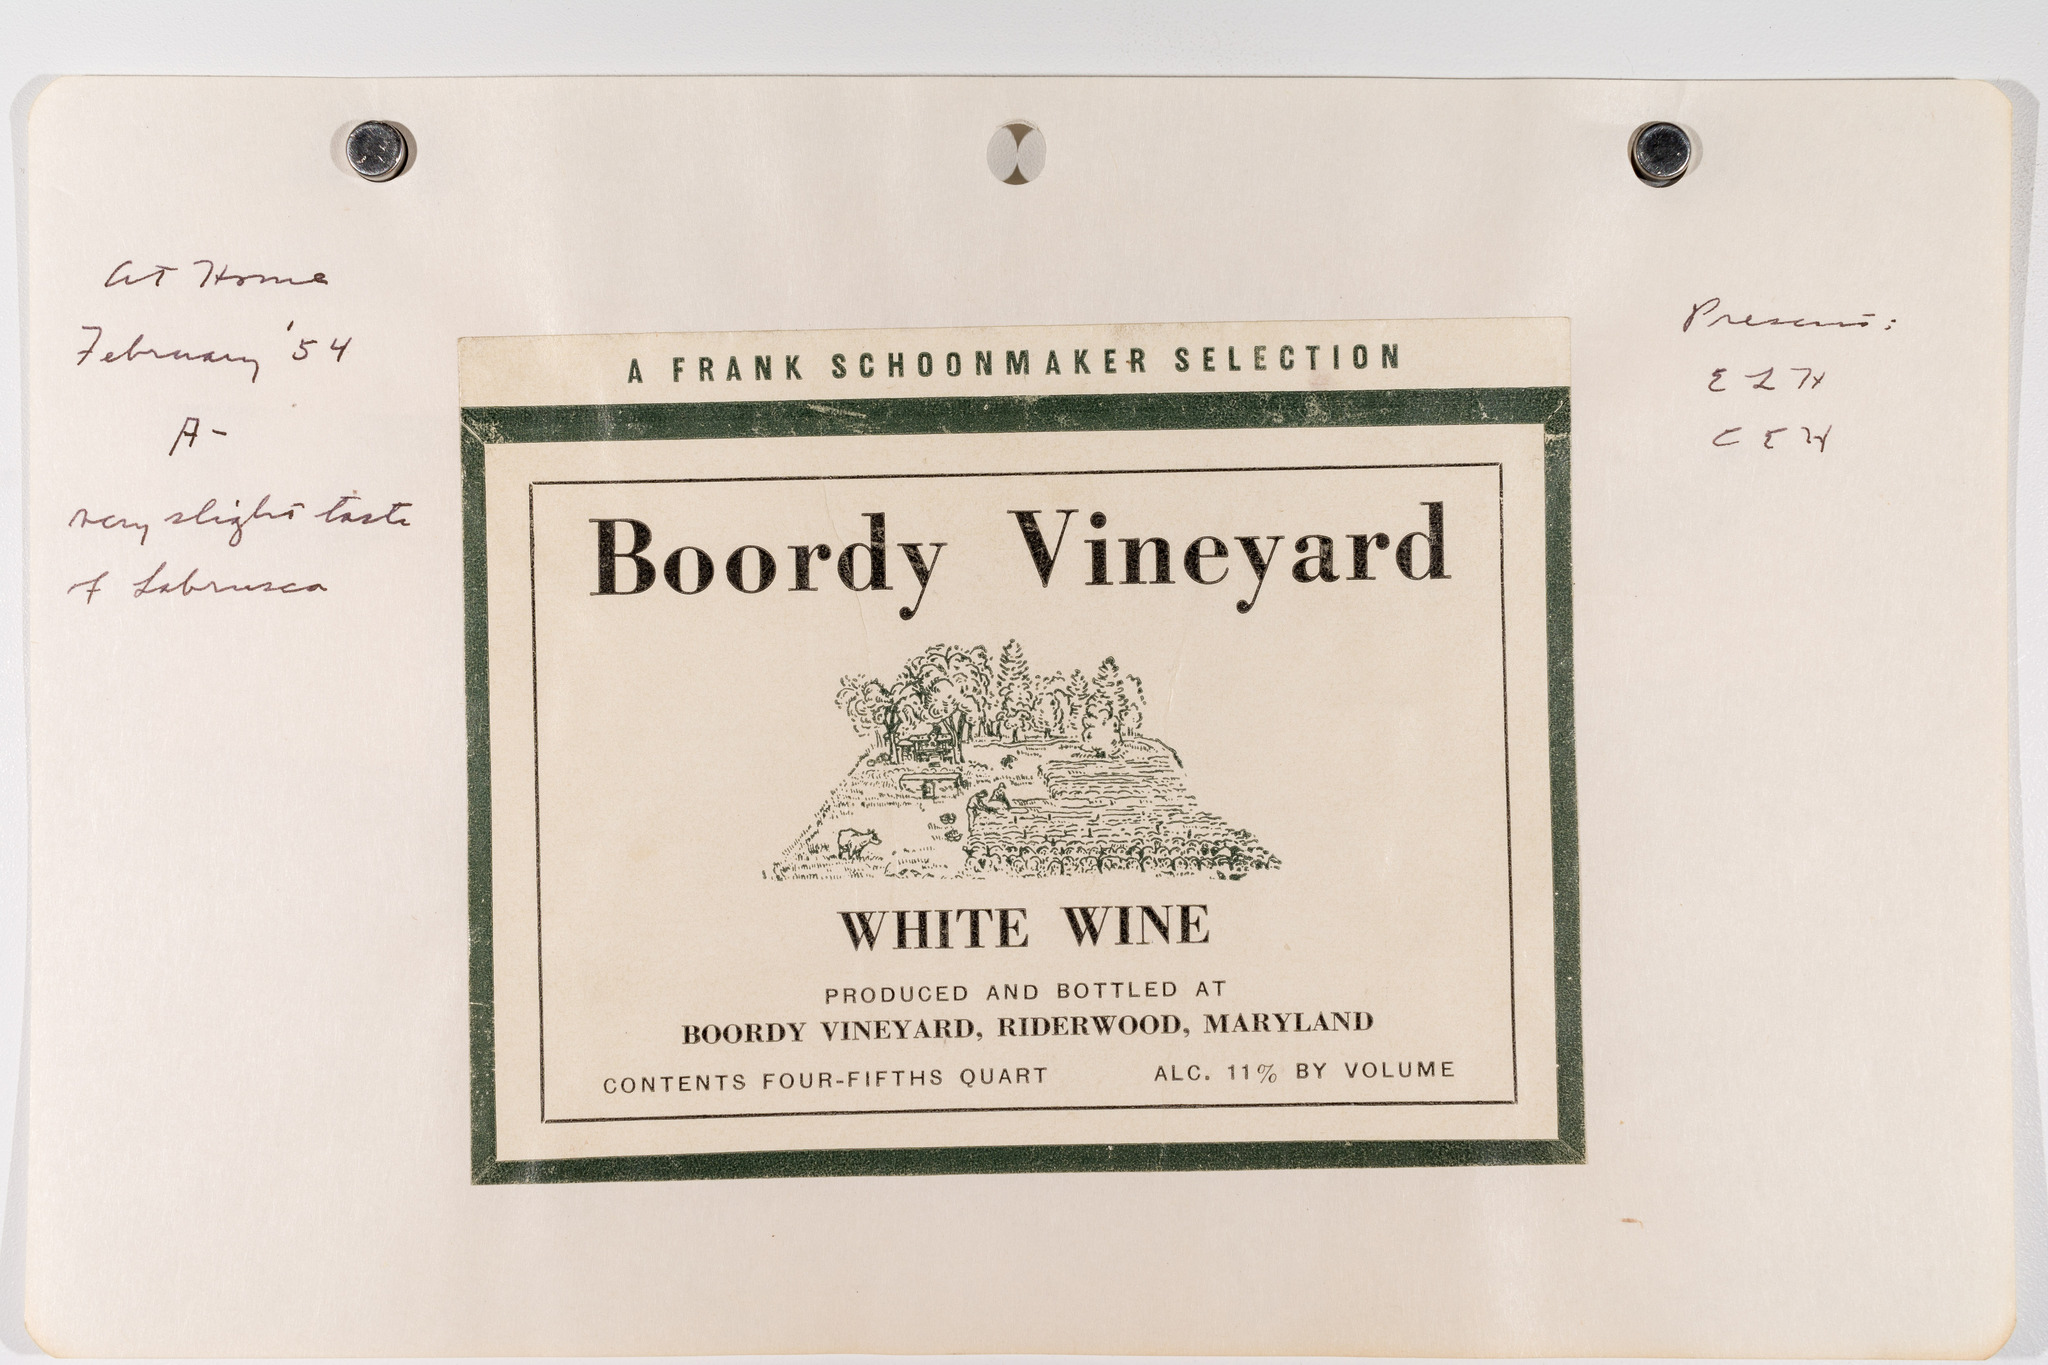 At Home
February '54
A-
very slight taste
of Labrusca
A FRANK SCHOONMAKER SELECTION
Boordy Vineyard
WHITE WINE
PRODUCED AND BOTTLED AT
BOORDY VINEYARD, RIDERWOOD, MARYLAND
CONTENTS FOUR-FIFTHS QUART ALC. 11% BY VOLUME
Present:
ELH
CEH